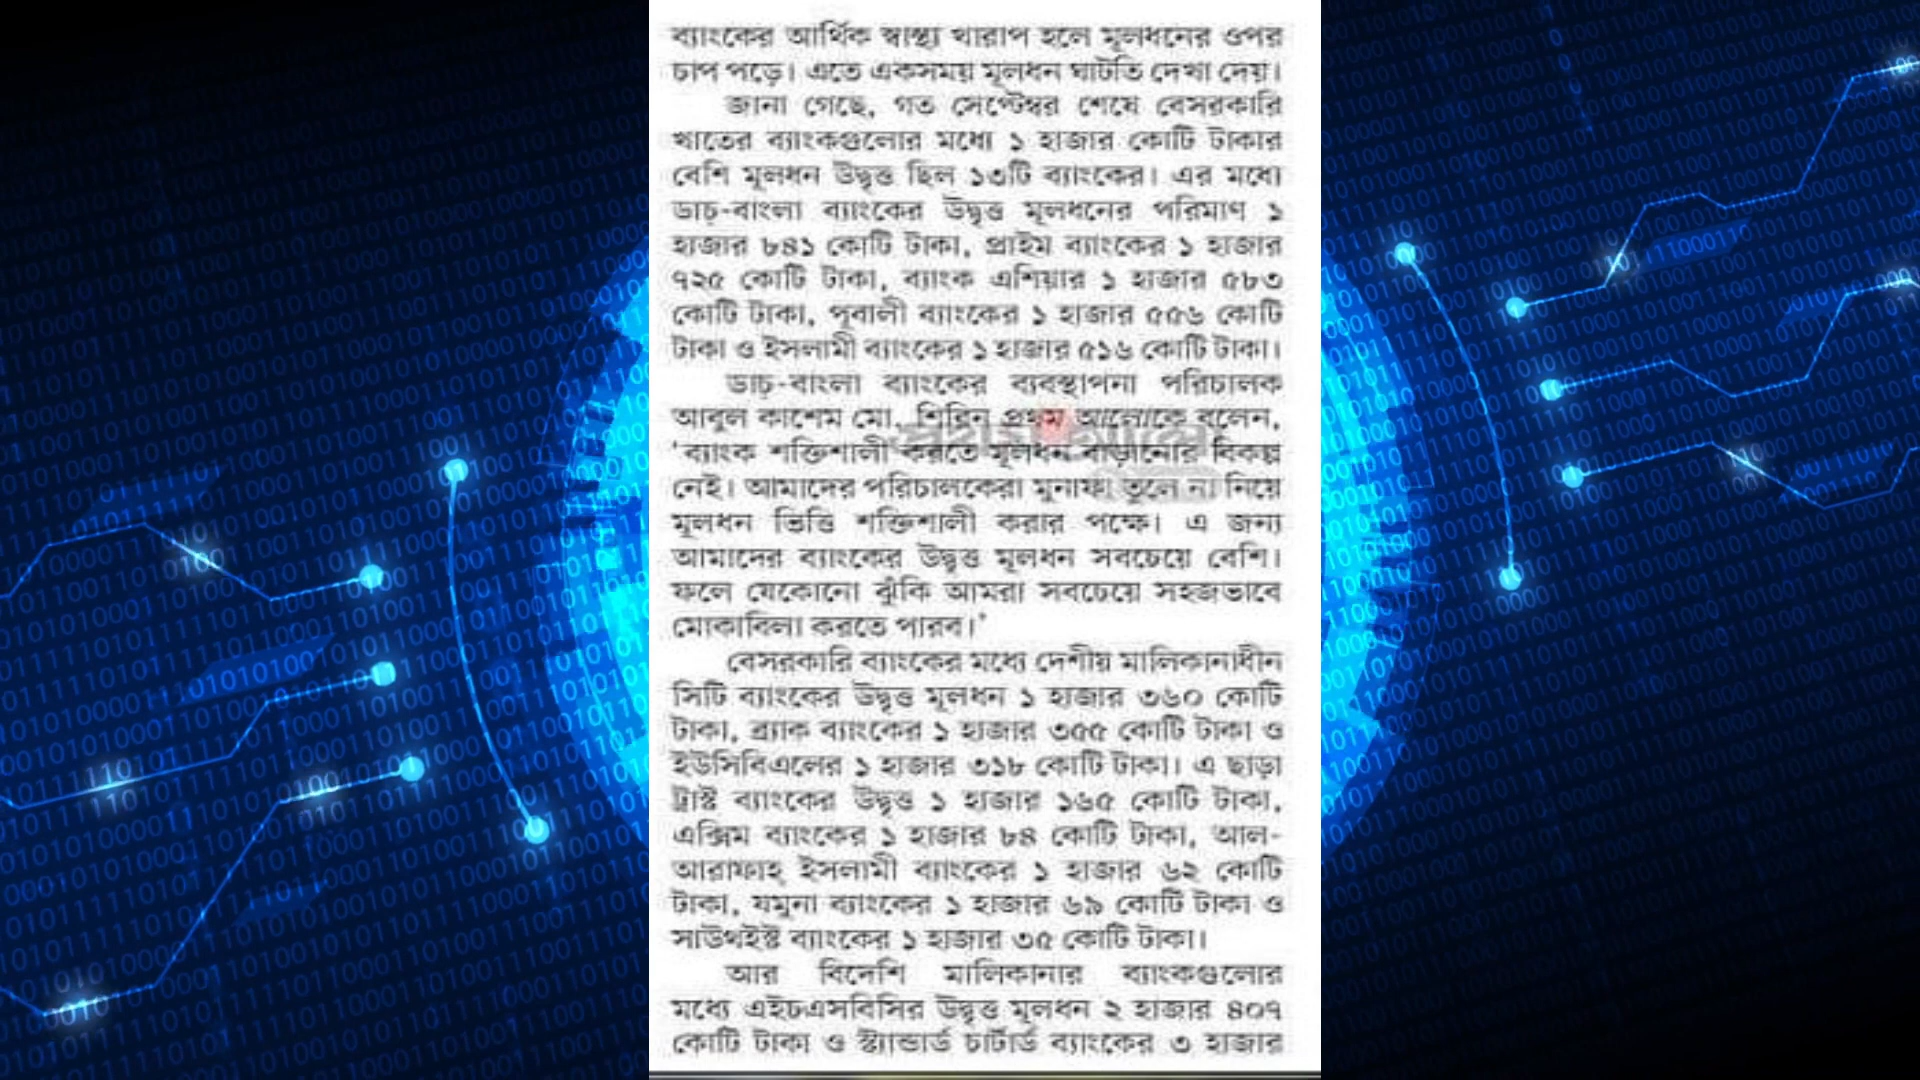 ব্যাংকের আর্থিক স্বাস্থ্য খারাপ হলে মূলধনের ওপর
চাপ পড়ে। এতে একসময় মূলধন ঘাটতি দেখা দেয়।
জানা গেছে, গত সেপ্টেম্বর শেষে বেসরকারি
খাতের ব্যাংকগুলোর মধ্যে ১ হাজার কোটি টাকার
বেশি মূলধন উদ্বৃত্ত ছিল ১৩টি ব্যাংকের। এর মধ্যে
ডাচ্-বাংলা ব্যাংকের উদ্বৃত্ত মূলধনের পরিমাণ ১
হাজার ৮৪১ কোটি টাকা, প্রাইম ব্যাংকের ১ হাজার
৭২৫ কোটি টাকা, ব্যাংক এশিয়ার ১ হাজার ৫৮৩
কোটি টাকা, পূবালী ব্যাংকের ১ হাজার ৫৫৬ কোটি
টাকা ও ইসলামী ব্যাংকের ১ হাজার ৫১৬ কোটি টাকা।
ডাচ্-বাংলা ব্যাংকের ব্যবস্থাপনা পরিচালক
আবুল কাশেম মো. শিরিন প্রথম আলোকে বলেন,
'ব্যাংক শক্তিশালী করতে মূলধন বাড়ানোর বিকল্প
নেই। আমাদের পরিচালকেরা মুনাফা তুলে না নিয়ে
মূলধন ভিত্তি শক্তিশালী করার পক্ষে। এ জন্য
আমাদের ব্যাংকের উদ্বৃত্ত মূলধন সবচেয়ে বেশি।
ফলে যেকোনো ঝুঁকি আমরা সবচেয়ে সহজভাবে
মোকাবিলা করতে পারব।'
বেসরকারি ব্যাংকের মধ্যে দেশীয় মালিকানাধীন
সিটি ব্যাংকের উদ্বৃত্ত মূলধন ১ হাজার ৩৬০ কোটি
টাকা, ব্র্যাক ব্যাংকের ১ হাজার ৩৫৫ কোটি টাকা ও
ইউসিবিএলের ১ হাজার ৩১৮ কোটি টাকা। এ ছাড়া
ট্রাস্ট ব্যাংকের উদ্বৃত্ত ১ হাজার ১৬৫ কোটি টাকা,
এক্সিম ব্যাংকের ১ হাজার ৮৪ কোটি টাকা, আল-
আরাফাহ্ ইসলামী ব্যাংকের ১ হাজার ৬২ কোটি
টাকা, যমুনা ব্যাংকের ১ হাজার ৬৯ কোটি টাকা ও
সাউথইস্ট ব্যাংকের ১ হাজার ৩৫ কোটি টাকা।
আর বিদেশি মালিকানার ব্যাংকগুলোর
মধ্যে এইচএসবিসির উদ্বৃত্ত মূলধন ২ হাজার ৪০৭
কোটি টাকা ও স্ট্যান্ডার্ড চার্টার্ড ব্যাংকের ৩ হাজার